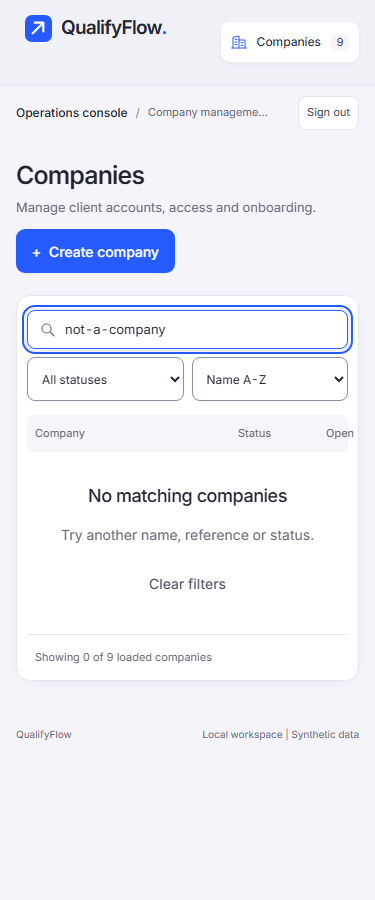 QualifyFlow.
Companies 9
Operations console / Company manageme...
Sign out
Companies
Manage client accounts, access and onboarding.
+ Create company
not-a-company
All statuses
Name A-Z
Company Status Open
No matching companies
Try another name, reference or status.
Clear filters
Showing 0 of 9 loaded companies
QualifyFlow
Local workspace | Synthetic data